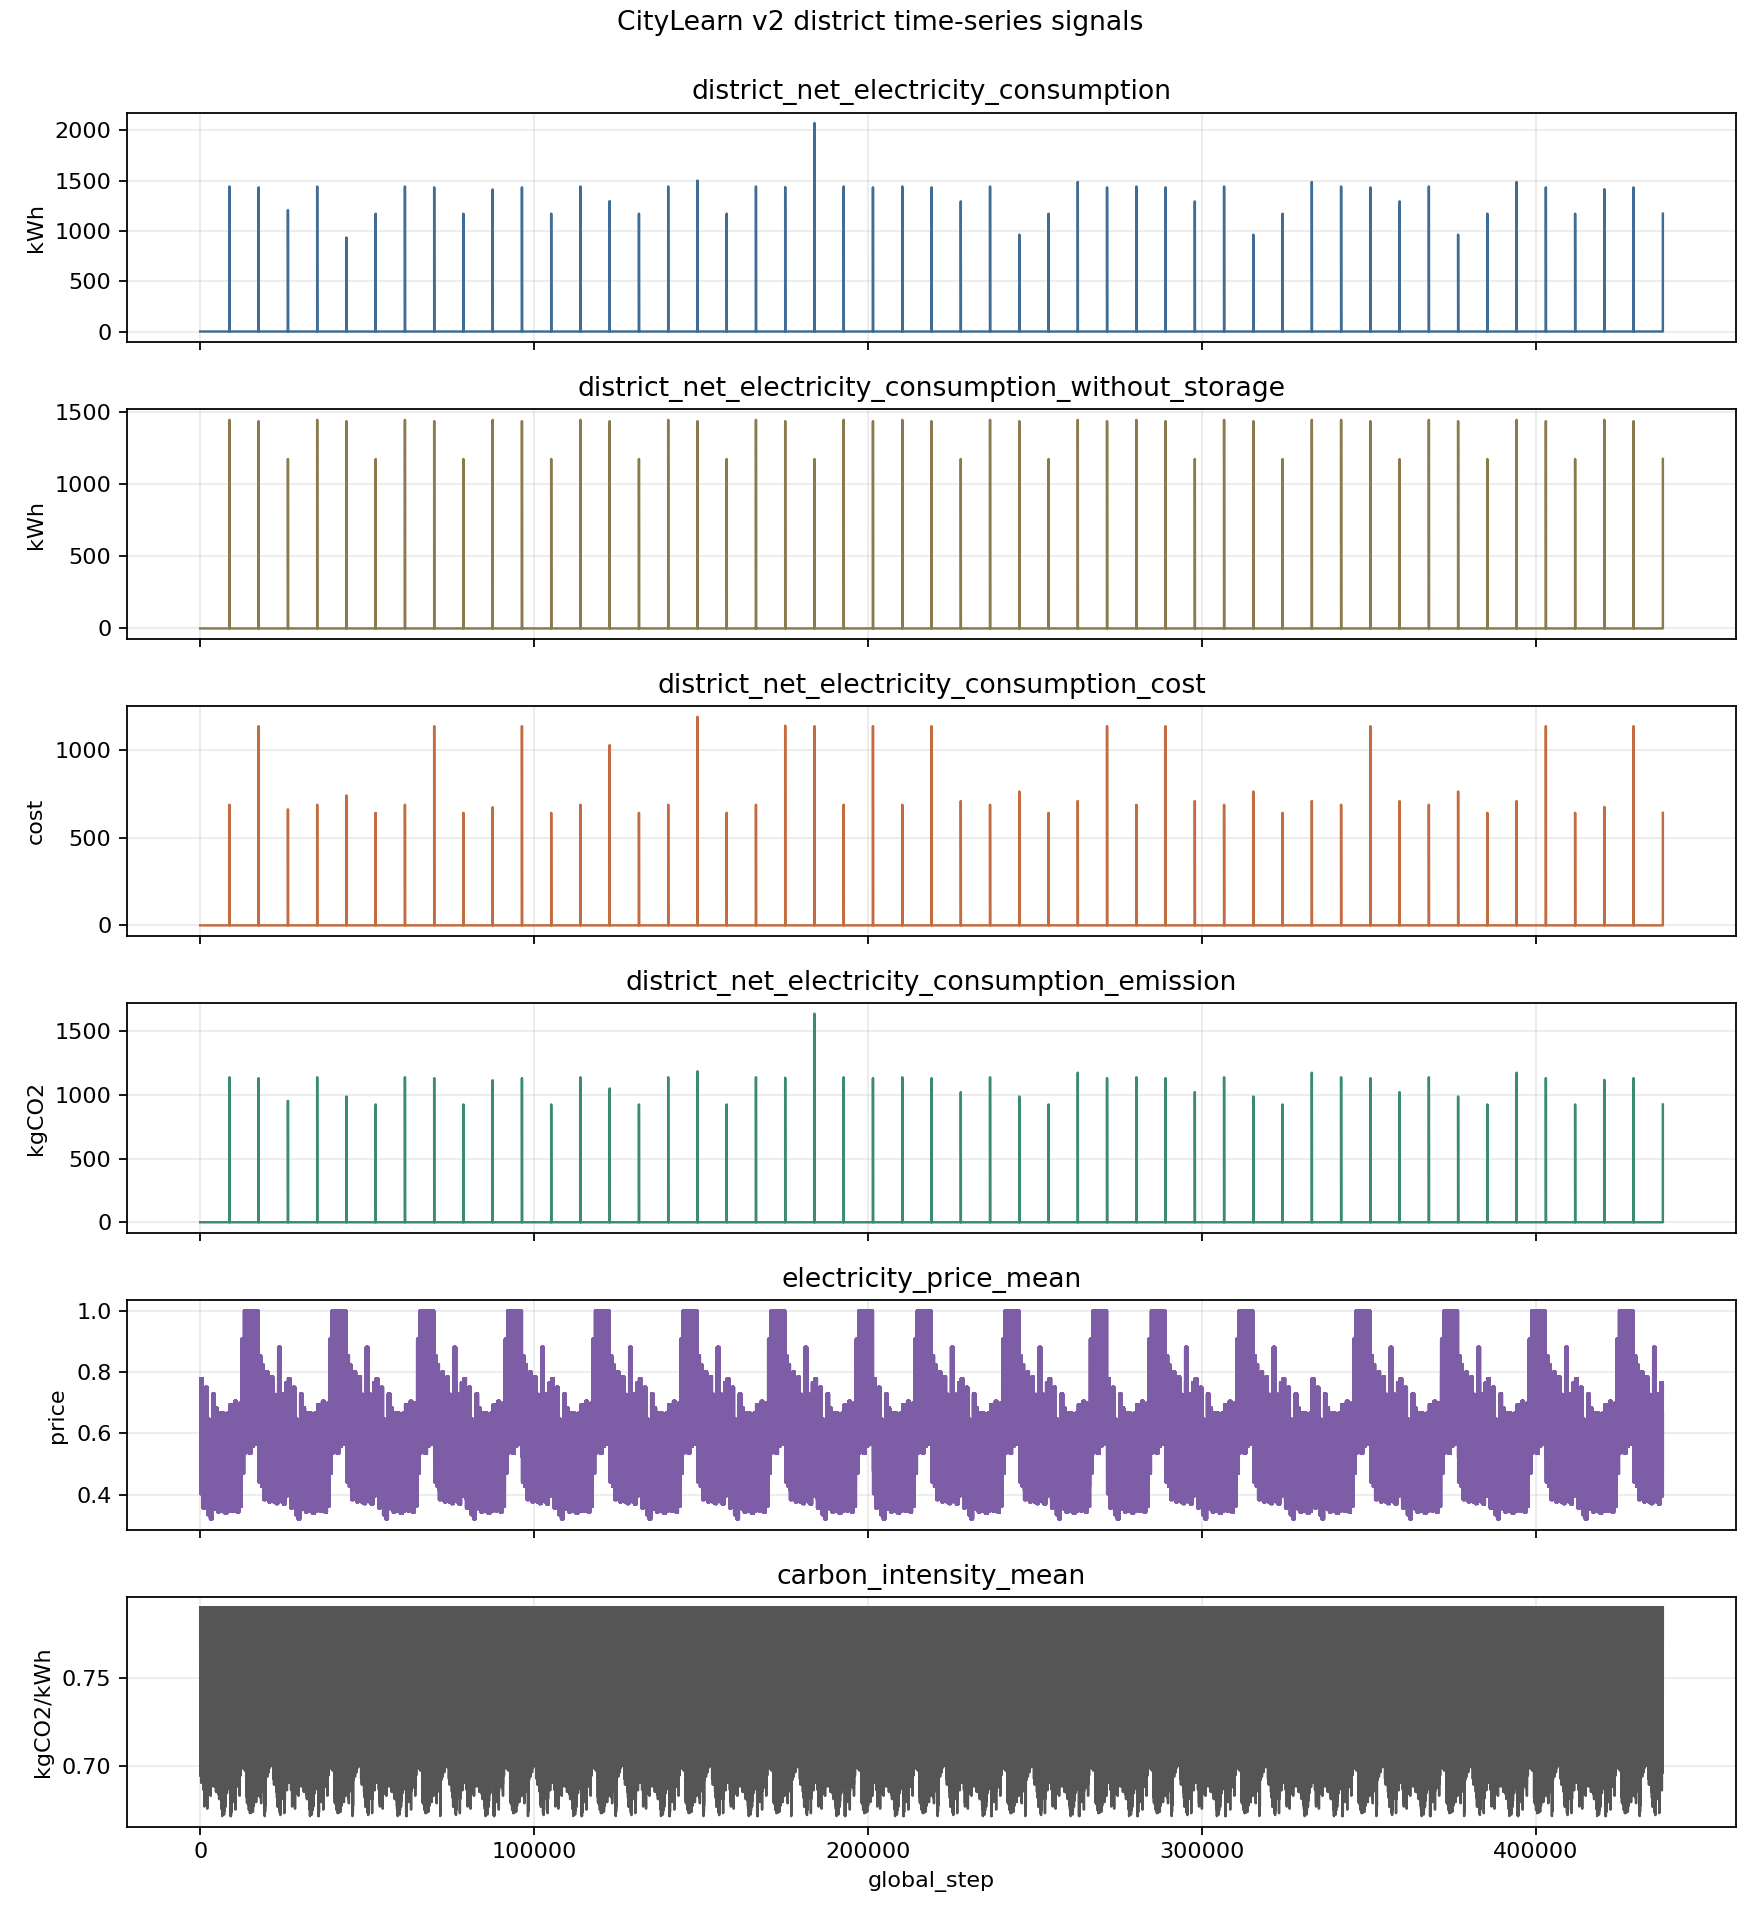 CityLearn v2 district time-series signals
district_net_electricity_consumption
2000
1500
1000
500
0
kWh
district_net_electricity_consumption_without_storage
1500
1000
500
0
kWh
district_net_electricity_consumption_cost
1000
500
0
cost
district_net_electricity_consumption_emission
1500
1000
500
0
kgCO2
electricity_price_mean
1.0
0.8
0.6
0.4
price
carbon_intensity_mean
0.75
0.70
kgCO2/kWh
0 100000 200000 300000 400000
global_step